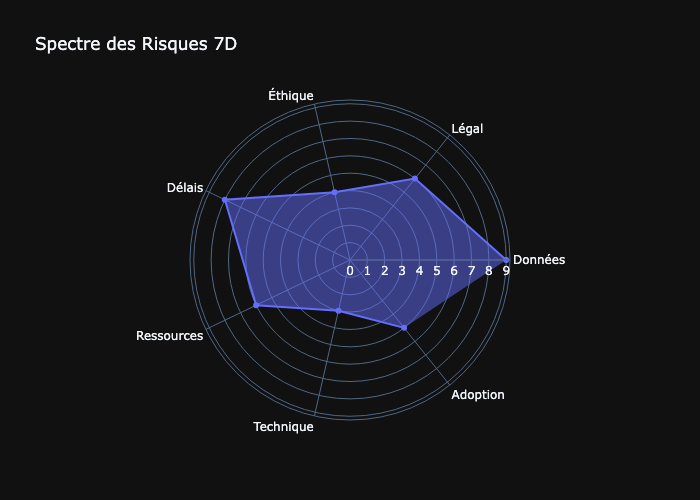 Spectre des Risques 7D
Éthique
Légal
Délais
Données
0 1 2 3 4 5 6 7 8 9
Ressources
Adoption
Technique